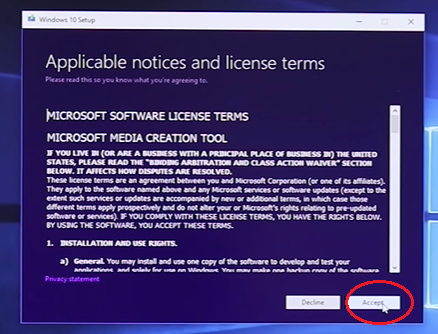 Windows 10 Setup
Applicable notices and license terms
Please read this so you know what you're agreeing to.
MICROSOFT SOFTWARE LICENSE TERMS
MICROSOFT MEDIA CREATION TOOL
IF YOU LIVE IN (OR ARE A BUSINESS WITH A PRINCIPAL PLACE OF BUSINESS IN) THE UNITED
STATES, PLEASE READ THE "BINDING ARBITRATION AND CLASS ACTION WAIVER" SECTION
BELOW. IT AFFECTS HOW DISPUTES ARE RESOLVED.
These license terms are an agreement between you and Microsoft Corporation (or one of its affiliates).
They apply to the software named above and any Microsoft services or software updates (except to the
extent such services or updates are accompanied by new or additional terms, in which case those
different terms apply prospectively and do not alter your or Microsoft's rights relating to pre-updated
software or services). IF YOU COMPLY WITH THESE LICENSE TERMS, YOU HAVE THE RIGHTS BELOW.
BY USING THE SOFTWARE, YOU ACCEPT THESE TERMS.
1. INSTALLATION AND USE RIGHTS.
a) General. You may install and use one copy of the software to develop and test your
applications, and solely for use on Windows. You may make one backup copy of the software
Privacy statement
Decline
Accept